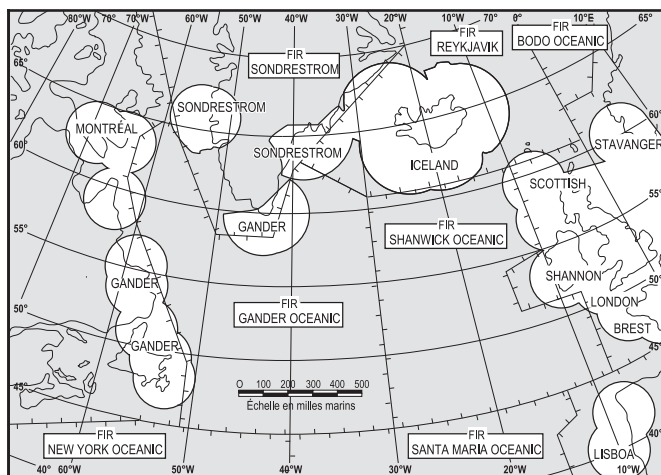 80°W 70° 60° 50° 40° 30° 20° 10° 70° 0° 10°E 65°
FIR
REYKJAVIK
FIR
BODO OCEANIC
FIR
SONDRESTROM
65°
SONDRESTROM
60°
MONTRÉAL
STAVANGER
60°
SONDRESTROM
ICELAND
55°
SCOTTISH
GANDER
FIR
SHANWICK OCEANIC
55°
50°
SHANNON
GANDER
FIR
GANDER OCEANIC
LONDON
50°
BREST
45°
GANDER
45°
0 100 200 300 400 500
Échelle en milles marins
FIR
NEW YORK OCEANIC
FIR
SANTA MARIA OCEANIC
40°
LISBOA
40° 60°W 50°W 40°W 30°W 20°W 10°W